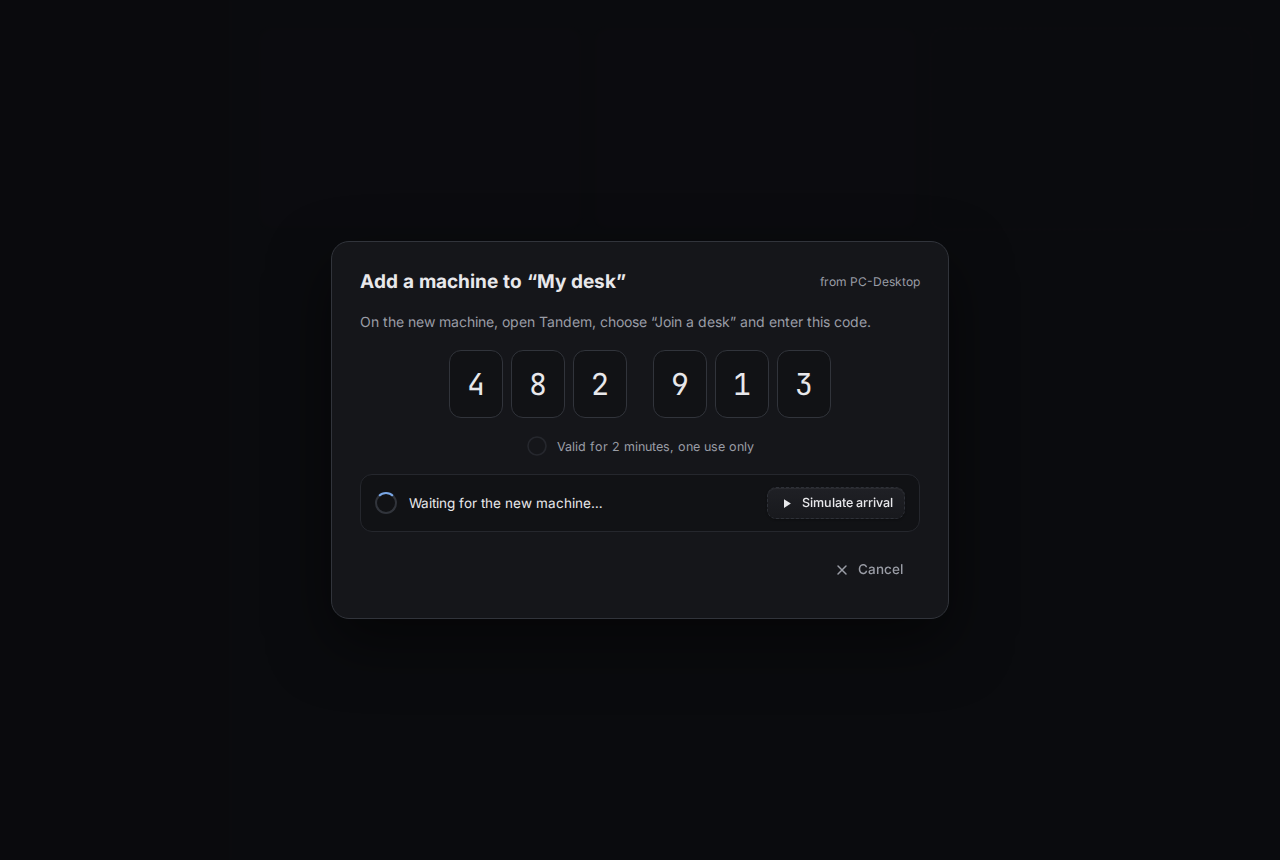 Add a machine to “My desk”
from PC-Desktop
On the new machine, open Tandem, choose “Join a desk” and enter this code.
4 8 2 9 1 3
Valid for 2 minutes, one use only
Waiting for the new machine...
Simulate arrival
Cancel